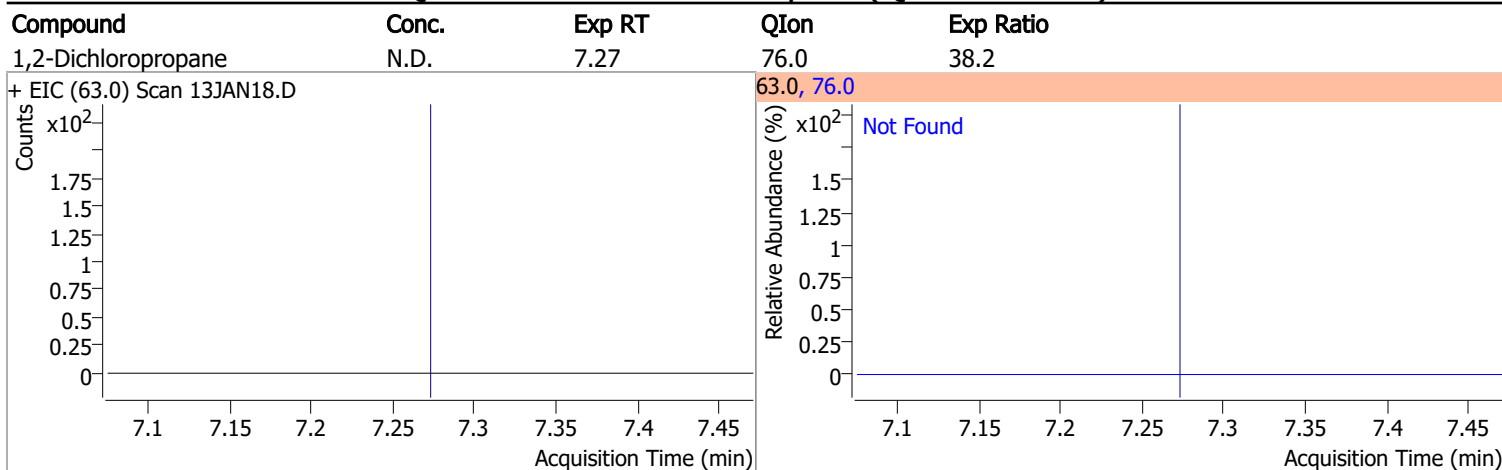 Compound Conc. Exp RT QIon Exp Ratio
1,2-Dichloropropane N.D. 7.27 76.0 38.2
+ EIC (63.0) Scan 13JAN18.D
Counts
x10²
1.75
1.5
1.25
1
0.75
0.5
0.25
0
7.1 7.15 7.2 7.25 7.3 7.35 7.4 7.45
Acquisition Time (min)
63.0, 76.0
Relative Abundance (%)
x10²
Not Found
1.5
1.25
1
0.75
0.5
0.25
0
7.1 7.15 7.2 7.25 7.3 7.35 7.4 7.45
Acquisition Time (min)